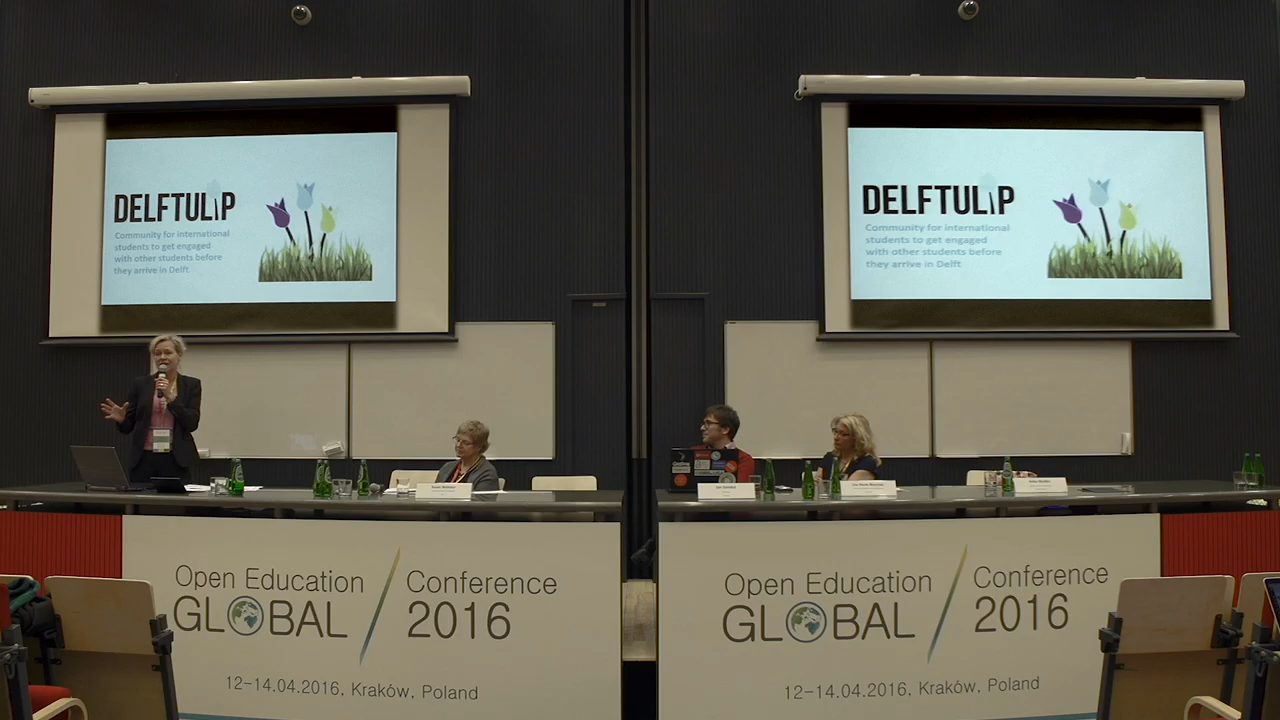 DELFTULIP
Community for international
students to get engaged
with other students before
they arrive in Delft
DELFTULIP
Community for international
students to get engaged
with other students before
they arrive in Delft
Open Education
GLOBAL
Conference
2016
12-14.04.2016, Kraków, Poland
Open Education
GLOBAL
Conference
2016
12-14.04.2016, Kraków, Poland